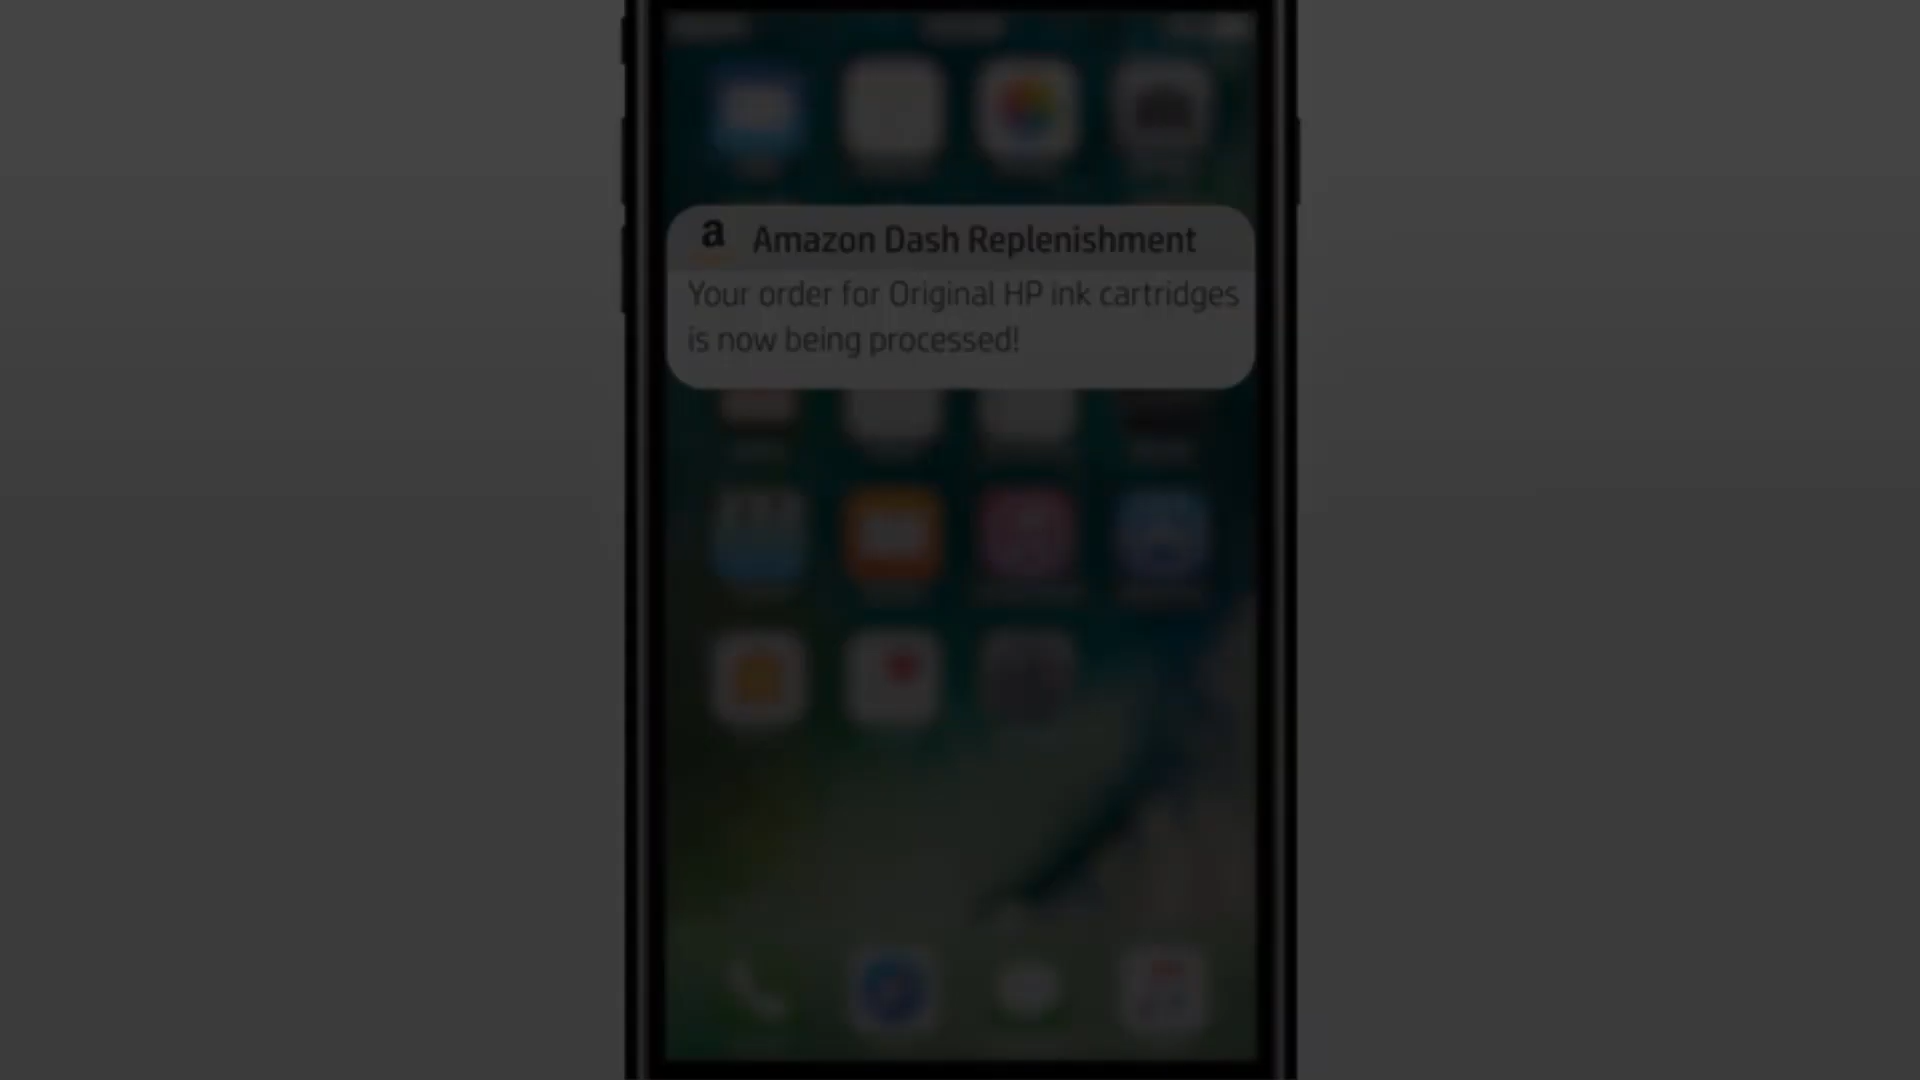 a Amazon Dash Replenishment
Your order for Original HP ink cartridges
is now being processed!